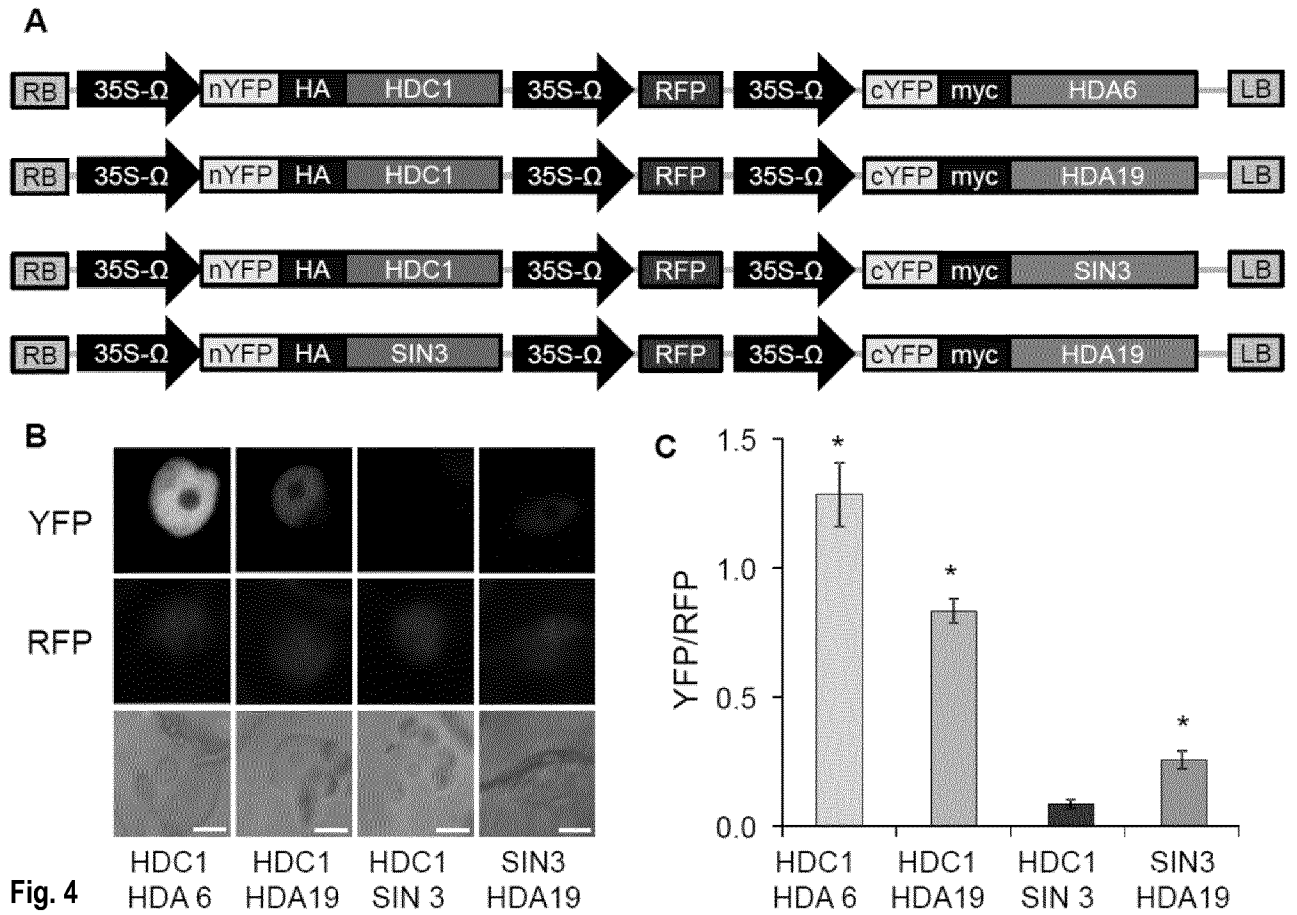 A
RB 35S-Ω nYFP HA HDC1 35S-Ω RFP 35S-Ω cYFP myc HDA6 LB
RB 35S-Ω nYFP HA HDC1 35S-Ω RFP 35S-Ω cYFP myc HDA19 LB
RB 35S-Ω nYFP HA HDC1 35S-Ω RFP 35S-Ω cYFP myc SIN3 LB
RB 35S-Ω nYFP HA SIN3 35S-Ω RFP 35S-Ω cYFP myc HDA19 LB
B
YFP
RFP
HDC1 HDC1 HDC1 SIN3
HDA 6 HDA19 SIN 3 HDA19
C
YFP/RFP
1.5
1.0
0.5
0.0
* * *
HDC1 HDC1 HDC1 SIN3
HDA 6 HDA19 SIN 3 HDA19
Fig. 4